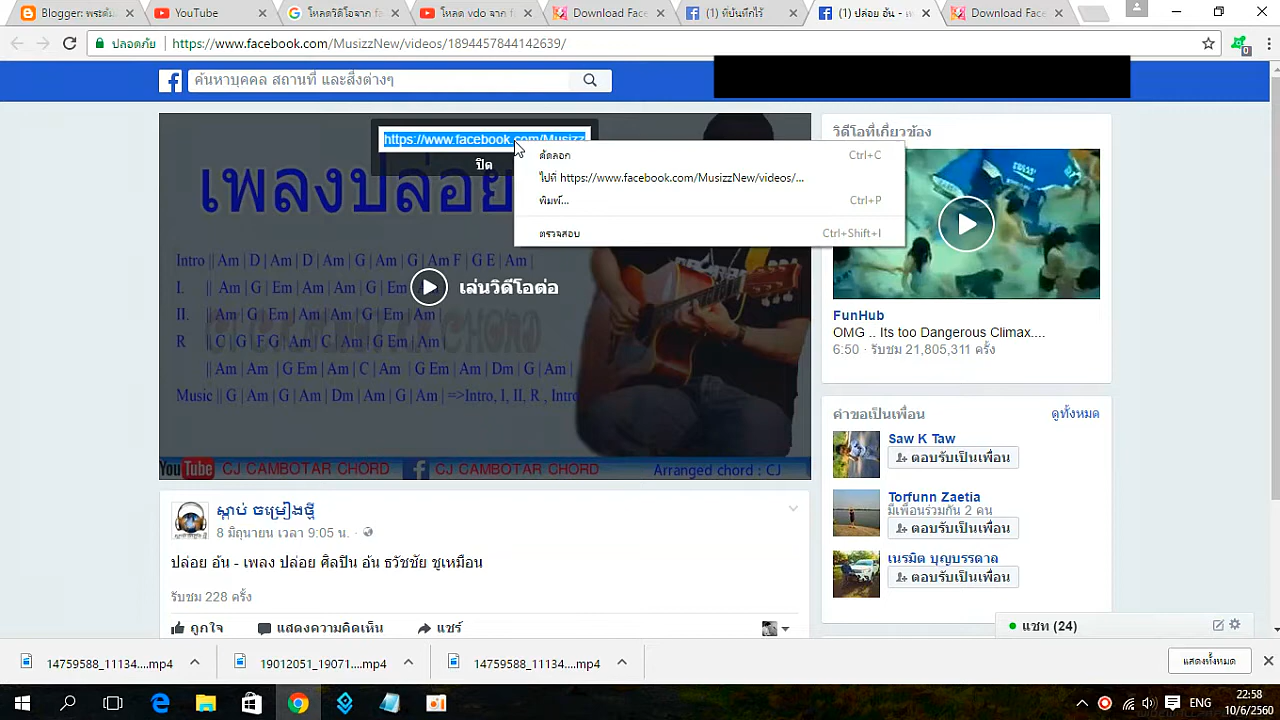 Blogger: พระตัม
YouTube
โหลดวิดีโอจาก fa
โหลด vdo จาก
Download Face
(1) ที่บันทึกไว้
(1) ปล่อย อ้น - เพ
Download Face
ปลอดภัย
https://www.facebook.com/MusizzNew/videos/1894457844142639/
0
ค้นหาบุคคล สถานที่ และสิ่งต่างๆ
https://www.facebook.com/Musizz
ปิด
คัดลอก Ctrl+C
ไปที่ https://www.facebook.com/MusizzNew/videos/...
พิมพ์... Ctrl+P
ตรวจสอบ Ctrl+Shift+I
เพลงปล่อย
Intro || Am | D | Am | D | Am | G | Am | G | Am F | G E | Am |
I. || Am | G | Em | Am | Am | G | Em |
เล่นวิดีโอต่อ
II. || Am | G | Em | Am | G | Em | Am |
R || C | G | F G | Am | C | Am | G Em | Am |
|| Am | Am | G Em | Am | C | Am | G Em | Am | Dm | G | Am |
Music || G | Am | G | Am | Dm | Am | G | Am | =>Intro, I, II, R , Intro
YouTube CJ CAMBOTAR CHORD
CJ CAMBOTAR CHORD
Arranged chord : CJ
วิดีโอที่เกี่ยวข้อง
FunHub
OMG .. Its too Dangerous Climax....
6:50 · รับชม 21,805,311 ครั้ง
คำขอเป็นเพื่อน
ดูทั้งหมด
Saw K Taw
ตอบรับเป็นเพื่อน
Torfunn Zaetia
มีเพื่อนร่วมกัน 2 คน
ตอบรับเป็นเพื่อน
เนรมิต บุญบรรดาล
ตอบรับเป็นเพื่อน
ស្តាប់ ចម្រៀងថ្មី
8 มิถุนายน 9:05 น. ·
ปล่อย อ้น - เพลง ปล่อย ศิลปิน อ้น ธวัชชัย ชูเหมือน
รับชม 228 ครั้ง
ถูกใจ
แสดงความคิดเห็น
แชร์
แชท (24)
14759588_11134....mp4
19012051_19071....mp4
14759588_11134....mp4
แสดงทั้งหมด
ENG
22:58
10/6/2560